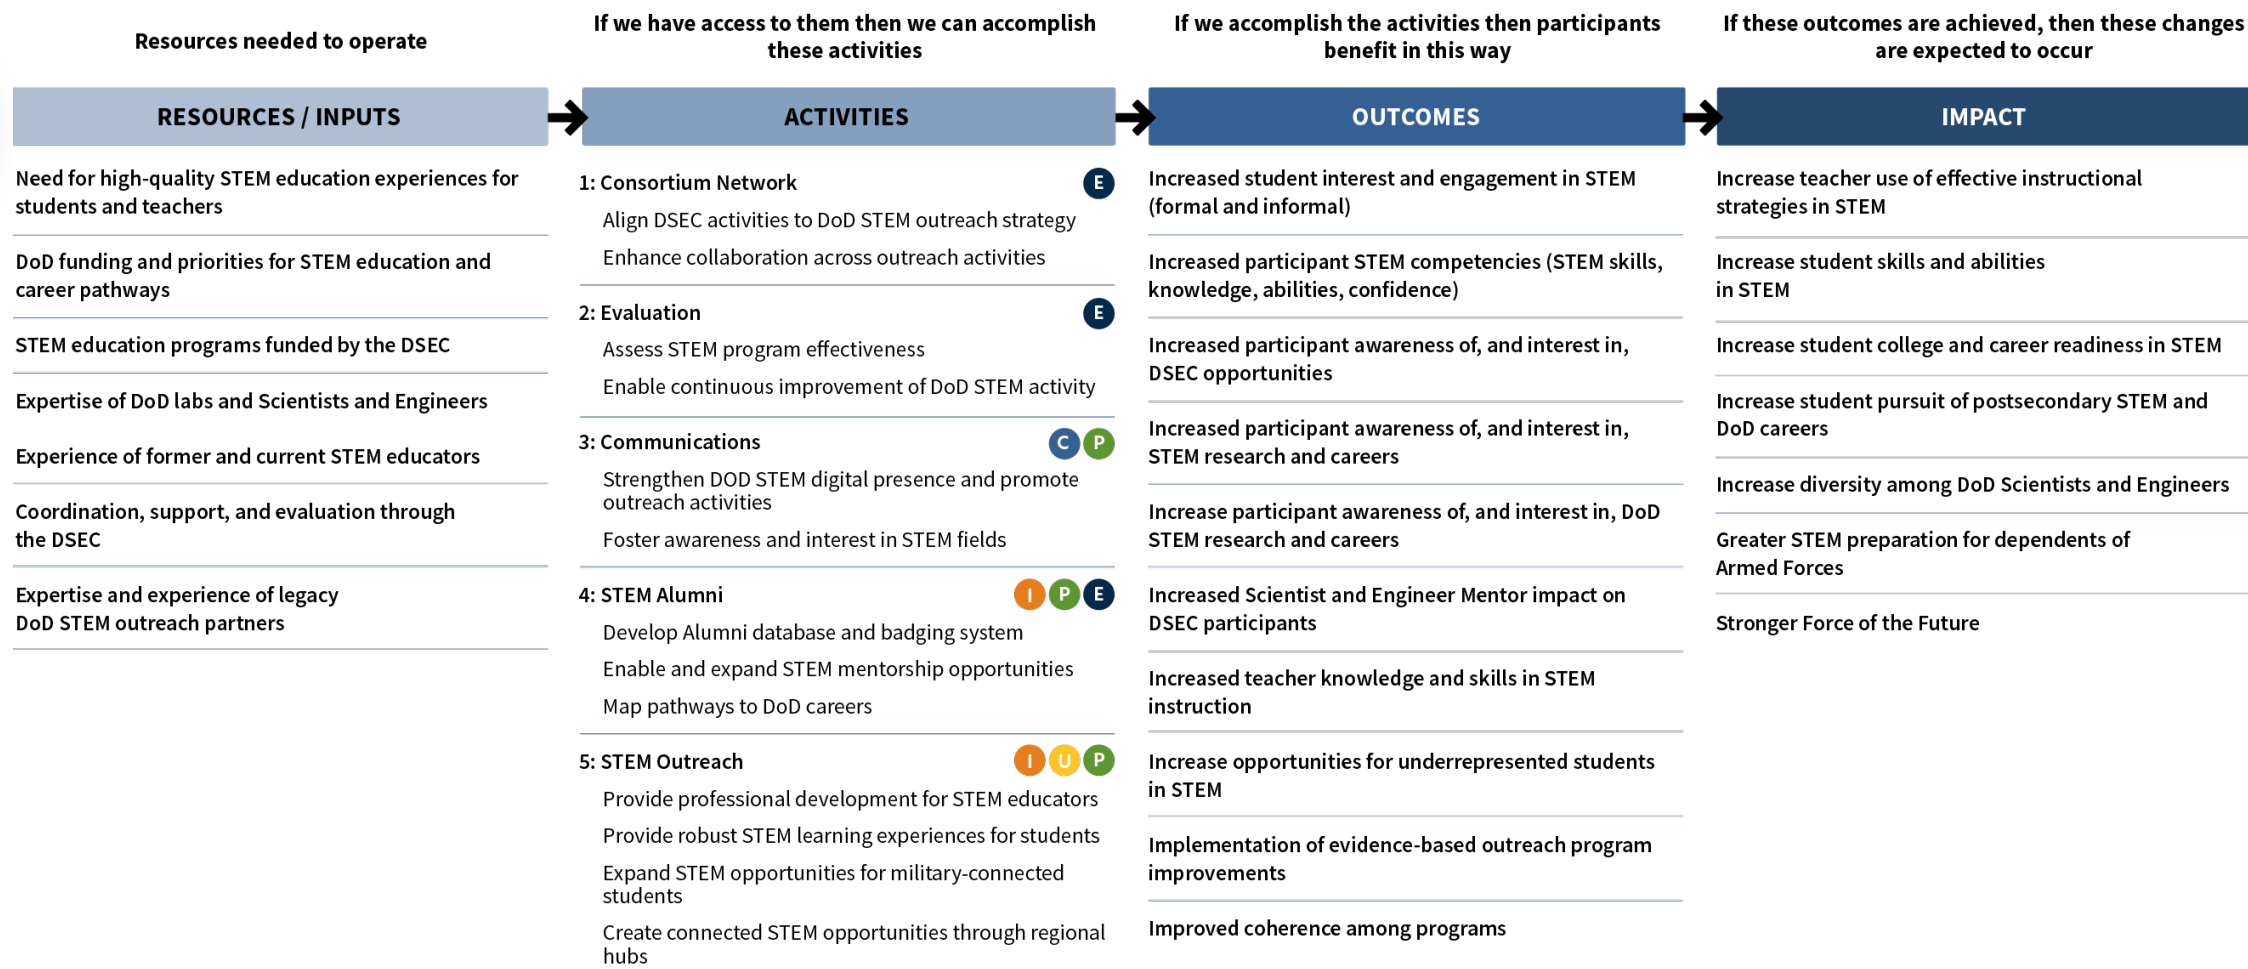 Resources needed to operate
If we have access to them then we can accomplish
these activities
If we accomplish the activities then participants
benefit in this way
If these outcomes are achieved, then these changes
are expected to occur
RESOURCES / INPUTS
ACTIVITIES
OUTCOMES
IMPACT
Need for high-quality STEM education experiences for
students and teachers
DoD funding and priorities for STEM education and
career pathways
STEM education programs funded by the DSEC
Expertise of DoD labs and Scientists and Engineers
Experience of former and current STEM educators
Coordination, support, and evaluation through
the DSEC
Expertise and experience of legacy
DoD STEM outreach partners
1: Consortium Network E
Align DSEC activities to DoD STEM outreach strategy
Enhance collaboration across outreach activities
2: Evaluation E
Assess STEM program effectiveness
Enable continuous improvement of DoD STEM activity
3: Communications C P
Strengthen DOD STEM digital presence and promote
outreach activities
Foster awareness and interest in STEM fields
4: STEM Alumni I P E
Develop Alumni database and badging system
Enable and expand STEM mentorship opportunities
Map pathways to DoD careers
5: STEM Outreach I U P
Provide professional development for STEM educators
Provide robust STEM learning experiences for students
Expand STEM opportunities for military-connected
students
Create connected STEM opportunities through regional
hubs
Increased student interest and engagement in STEM
(formal and informal)
Increased participant STEM competencies (STEM skills,
knowledge, abilities, confidence)
Increased participant awareness of, and interest in,
DSEC opportunities
Increased participant awareness of, and interest in,
STEM research and careers
Increase participant awareness of, and interest in, DoD
STEM research and careers
Increased Scientist and Engineer Mentor impact on
DSEC participants
Increased teacher knowledge and skills in STEM
instruction
Increase opportunities for underrepresented students
in STEM
Implementation of evidence-based outreach program
improvements
Improved coherence among programs
Increase teacher use of effective instructional
strategies in STEM
Increase student skills and abilities
in STEM
Increase student college and career readiness in STEM
Increase student pursuit of postsecondary STEM and
DoD careers
Increase diversity among DoD Scientists and Engineers
Greater STEM preparation for dependents of
Armed Forces
Stronger Force of the Future